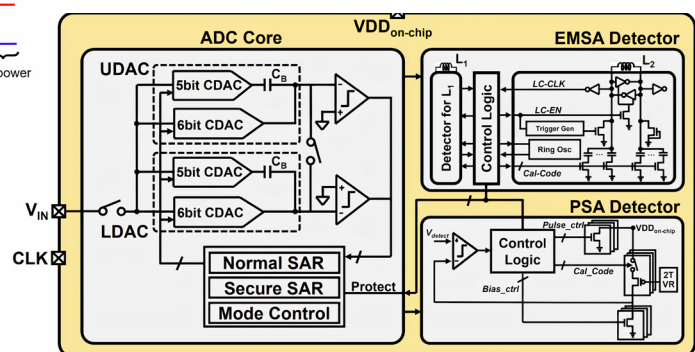 power
VDDon-chip
ADC Core
EMSA Detector
UDAC
5bit CDAC
CB
6bit CDAC
5bit CDAC
CB
6bit CDAC
LDAC
VIN
CLK
Normal SAR
Secure SAR
Mode Control
Protect
L1
Detector for L1
Control Logic
L2
LC-CLK
LC-EN
Trigger Gen
Ring Osc
Cal-Code
PSA Detector
Vdetect
Control
Logic
Pulse_ctrl
VDDon-chip
Cal_Code
Bias_ctrl
2T
VR